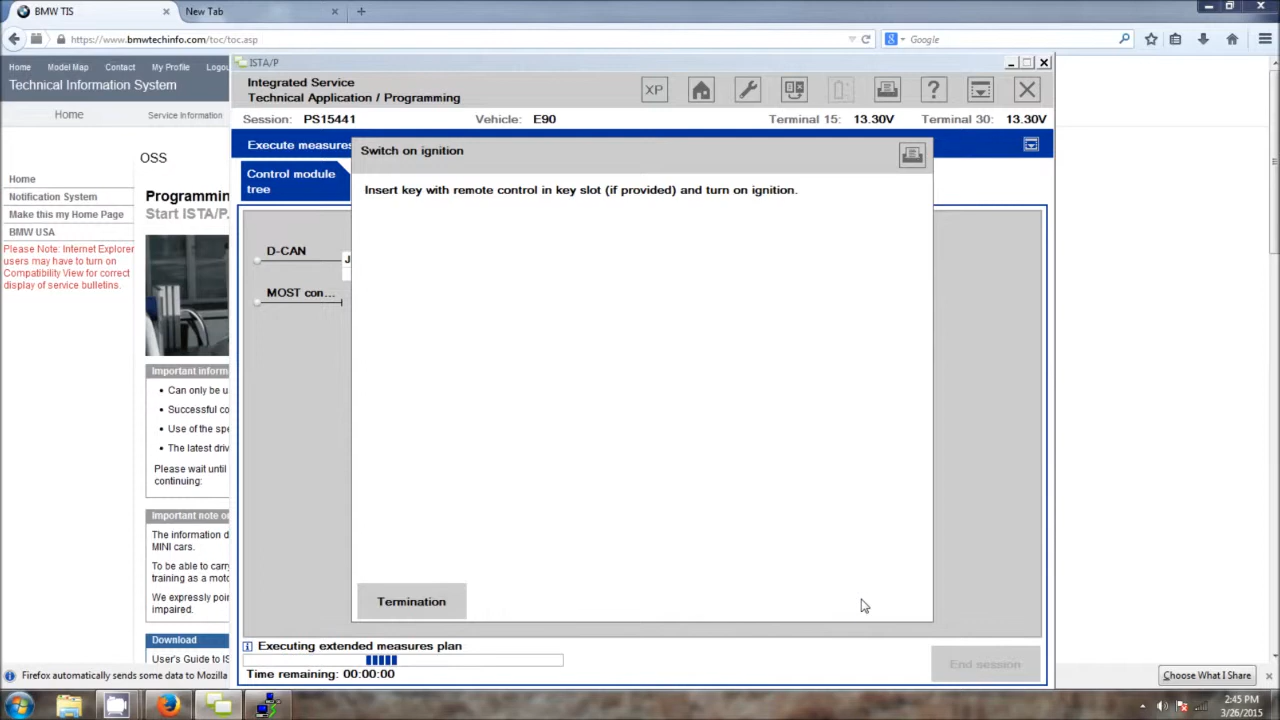 BMW TIS
New Tab
https://www.bmwtechinfo.com/toc/toc.asp
Google
Home Model Map Contact My Profile Logou
Technical Information System
Home Service Information
OSS
Home
Notification System
Make this my Home Page
BMW USA
Please Note: Internet Explorer
users may have to turn on
Compatibility View for correct
display of service bulletins.
Programmin
Start ISTA/P.
Important inform
Can only be u
Successful co
Use of the spe
The latest driv
Please wait until
continuing:
Important note o
The information d
MINI cars.
To be able to carry
training as a moto
We expressly poin
impaired.
Download
User's Guide to IS
ISTA/P
Integrated Service
Technical Application / Programming
XP
?
Session: PS15441 Vehicle: E90 Terminal 15: 13.30V Terminal 30: 13.30V
Execute measures
Control module
tree
D-CAN
J
MOST con...
Switch on ignition
Insert key with remote control in key slot (if provided) and turn on ignition.
Termination
Executing extended measures plan
Time remaining: 00:00:00
End session
Firefox automatically sends some data to Mozilla
Choose What I Share
2:45 PM
3/26/2015